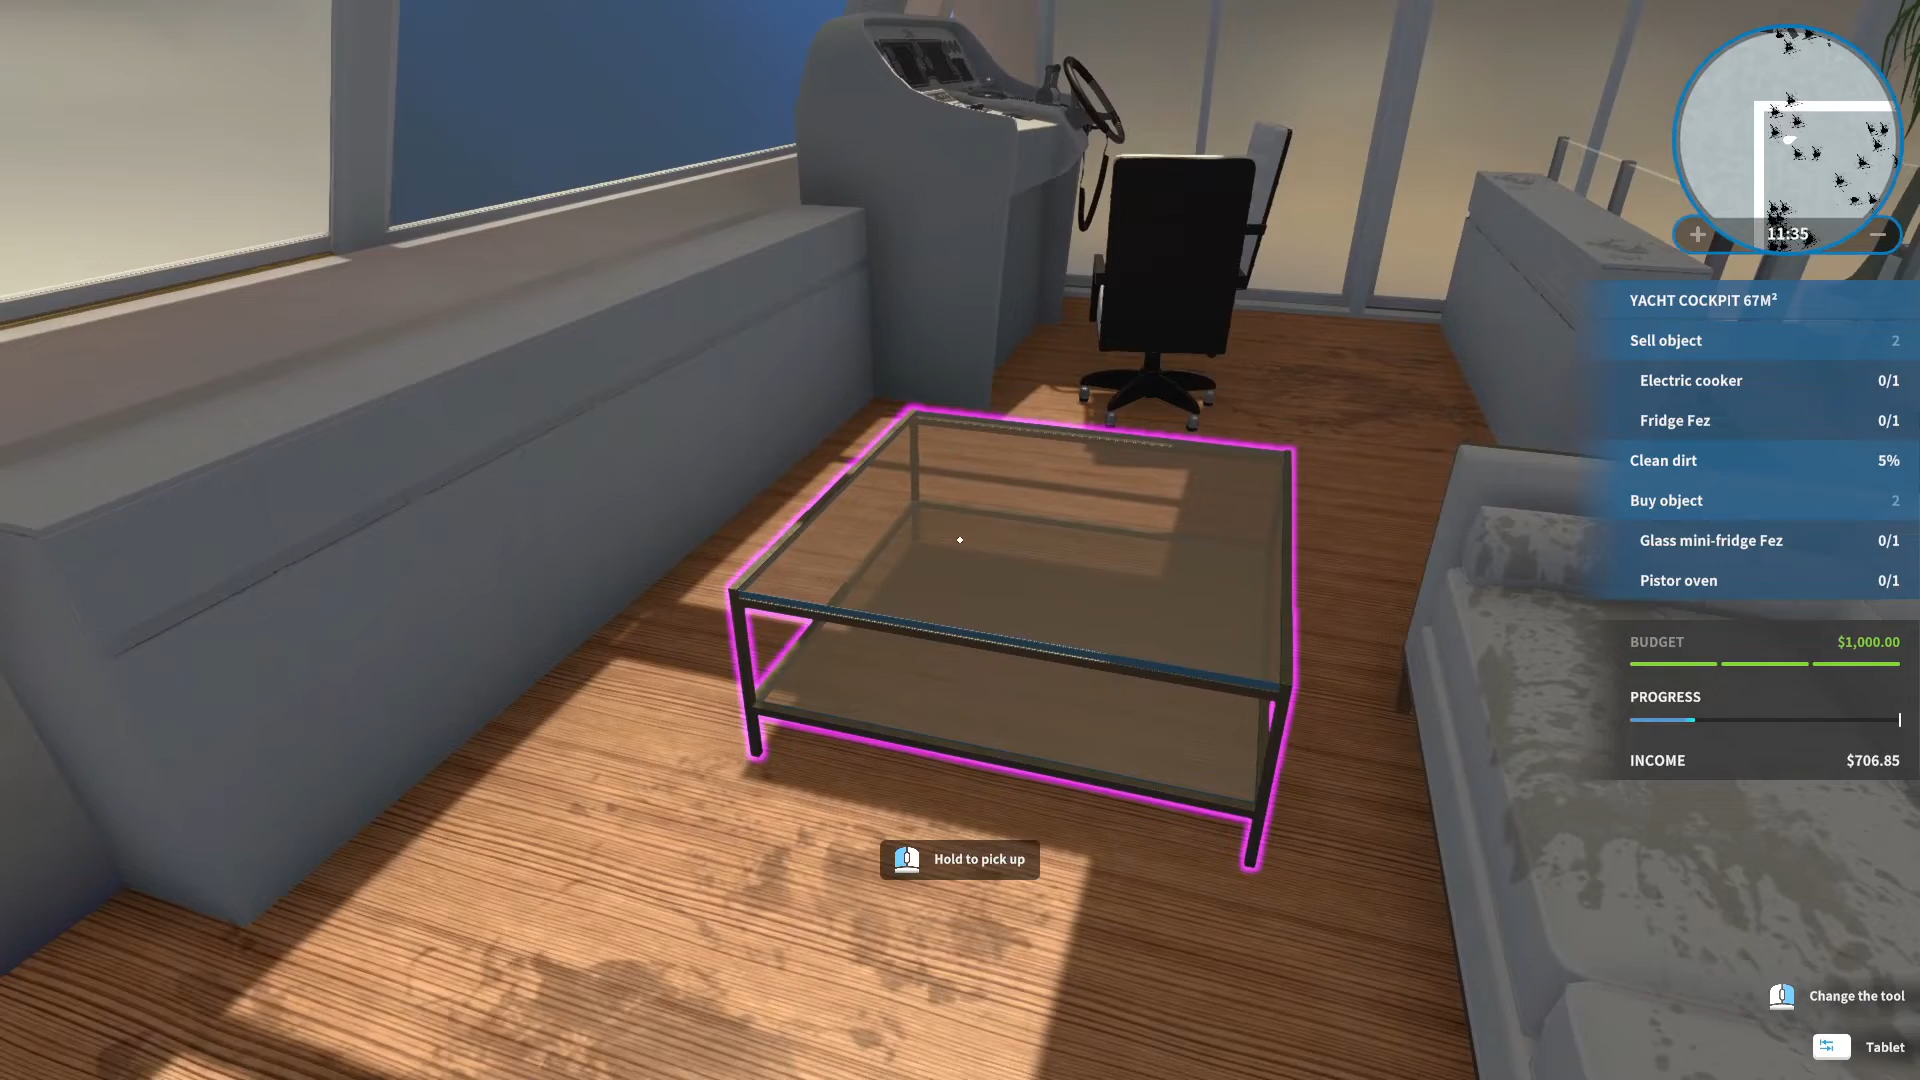 11:35
YACHT COCKPIT 67M²
Sell object 2
Electric cooker 0/1
Fridge Fez 0/1
Clean dirt 5%
Buy object 2
Glass mini-fridge Fez 0/1
Pistor oven 0/1
BUDGET $1,000.00
PROGRESS
INCOME $706.85
Hold to pick up
Change the tool
Tablet